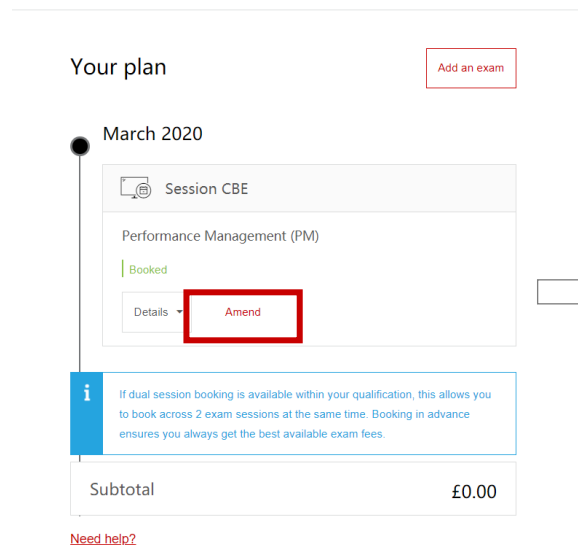 Your plan
Add an exam
March 2020
Session CBE
Performance Management (PM)
Booked
Details
Amend
i
If dual session booking is available within your qualification, this allows you
to book across 2 exam sessions at the same time. Booking in advance
ensures you always get the best available exam fees.
Subtotal
£0.00
Need help?